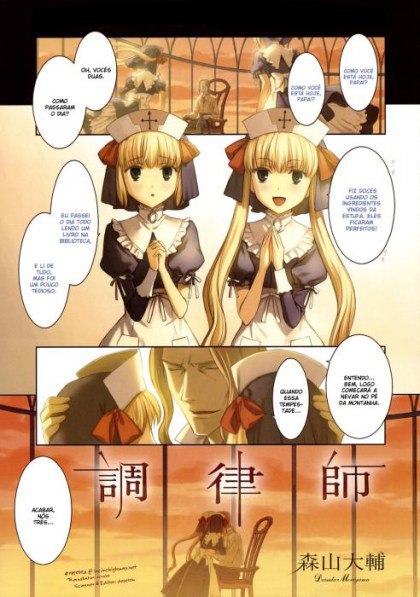 COMO VOCÊ ESTÁ HOJE, PAPAI?
COMO VOCÊ ESTÁ HOJE, PAPAI?
OH, VOCÊS DUAS.
COMO PASSARAM O DIA?
FIZ DOCES USANDO OS INGREDIENTES VINDOS DA ESTUFA. ELES FICARAM PERFEITOS!
EU PASSEI O DIA TODO LENDO UM LIVRO NA BIBLIOTECA,
E LI DE TUDO, MAS FOI UM POUCO TEDIOSO.
ENTENDO... BEM, LOGO COMEÇARÁ A NEVAR NO PÉ DA MONTANHA.
QUANDO ESSA TEMPES-TADE...
ACABAR, NÓS TRÊS...
調律師
森山大輔
Daisuke Moriyama